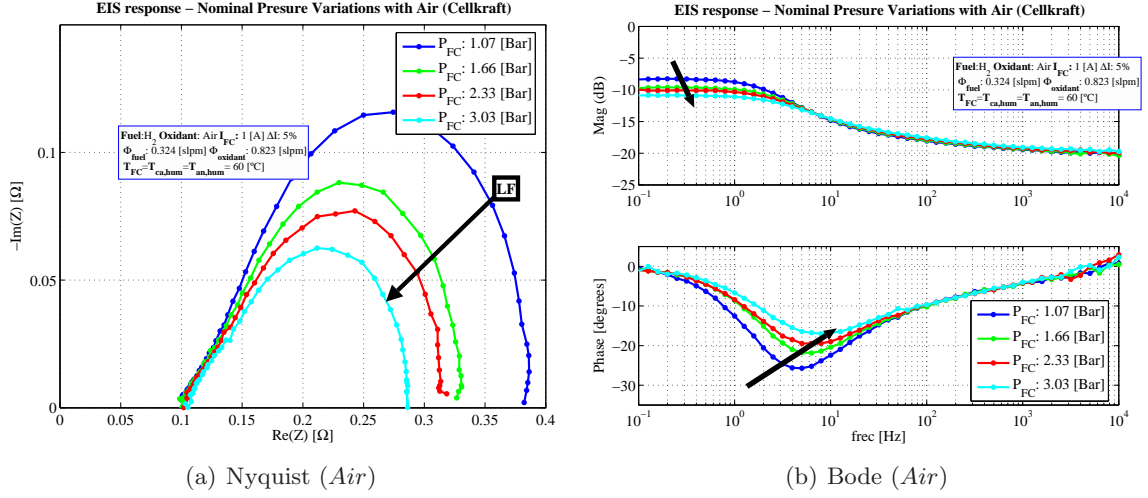 EIS response – Nominal Presure Variations with Air (Cellkraft)
P_FC: 1.07 [Bar]
P_FC: 1.66 [Bar]
P_FC: 2.33 [Bar]
P_FC: 3.03 [Bar]
Fuel:H_2 Oxidant: Air I_FC: 1 [A] ΔI: 5%
Φ_fuel: 0.324 [slpm] Φ_oxidant: 0.823 [slpm]
T_FC=T_ca,hum=T_an,hum= 60 [ºC]
LF
−Im(Z) [Ω]
0.1
0.05
0
0 0.05 0.1 0.15 0.2 0.25 0.3 0.35 0.4
Re(Z) [Ω]
(a) Nyquist (Air)
EIS response – Nominal Presure Variations with Air (Cellkraft)
Mag (dB)
0
−5
−10
−15
−20
−25
Fuel:H_2 Oxidant: Air I_FC: 1 [A] ΔI: 5%
Φ_fuel: 0.324 [slpm] Φ_oxidant: 0.823 [slpm]
T_FC=T_ca,hum=T_an,hum= 60 [ºC]
10^−1 10^0 10^1 10^2 10^3 10^4
Phase [degrees]
0
−10
−20
−30
P_FC: 1.07 [Bar]
P_FC: 1.66 [Bar]
P_FC: 2.33 [Bar]
P_FC: 3.03 [Bar]
10^−1 10^0 10^1 10^2 10^3 10^4
frec [Hz]
(b) Bode (Air)